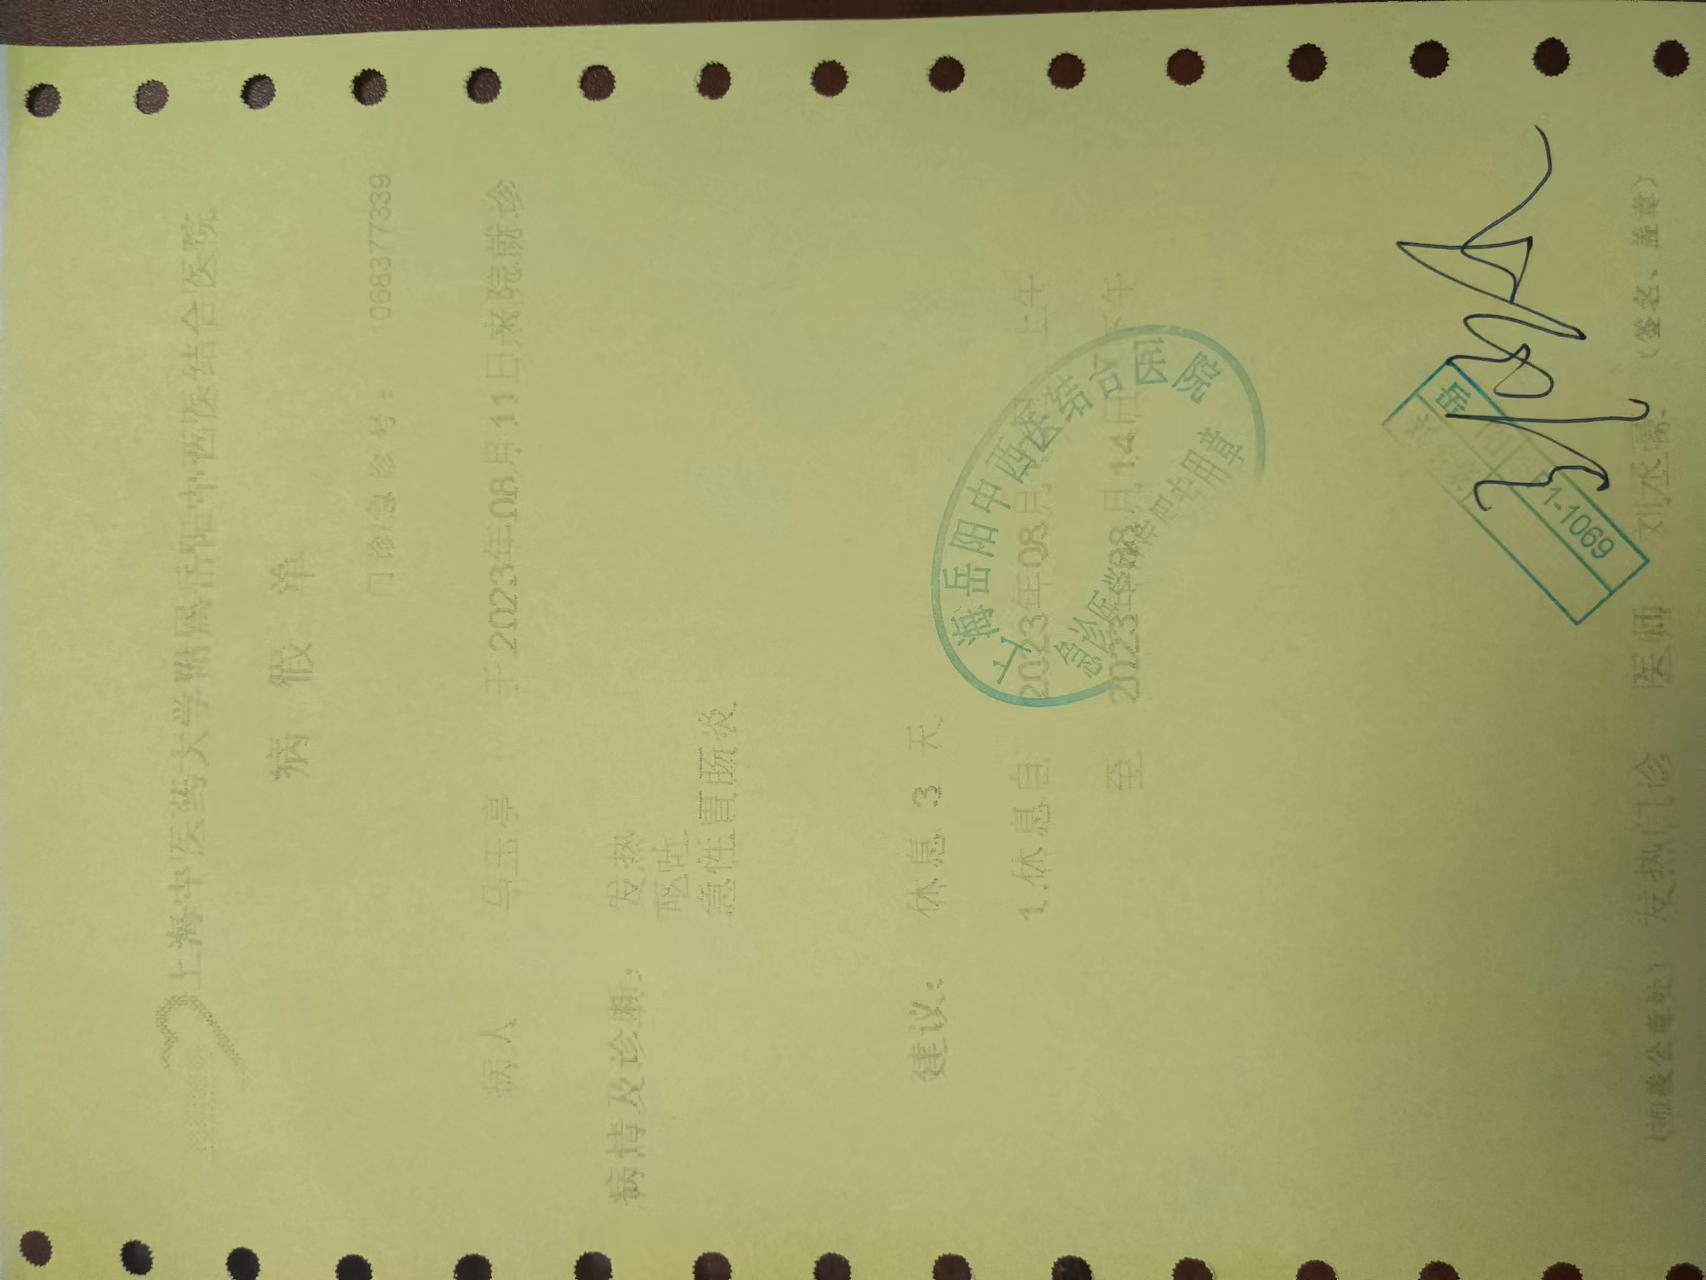 上海中医药大学附属岳阳中西医结合医院
病 假 单
门诊/急 诊 号: 1068377339
病人 马玉亭 于 2023年08月11日来院就诊
病情及诊断: 发热
呕吐
急性胃肠炎
建议: 休息 3 天
1.休息自 2023年08月 日 上午
至 2023年08月14日 下午
上海岳阳中西医结合医院
急诊医学 专用章
岳
1-1069
(加盖公章处) 发热门诊 医师 刘丞 (签名、盖章)